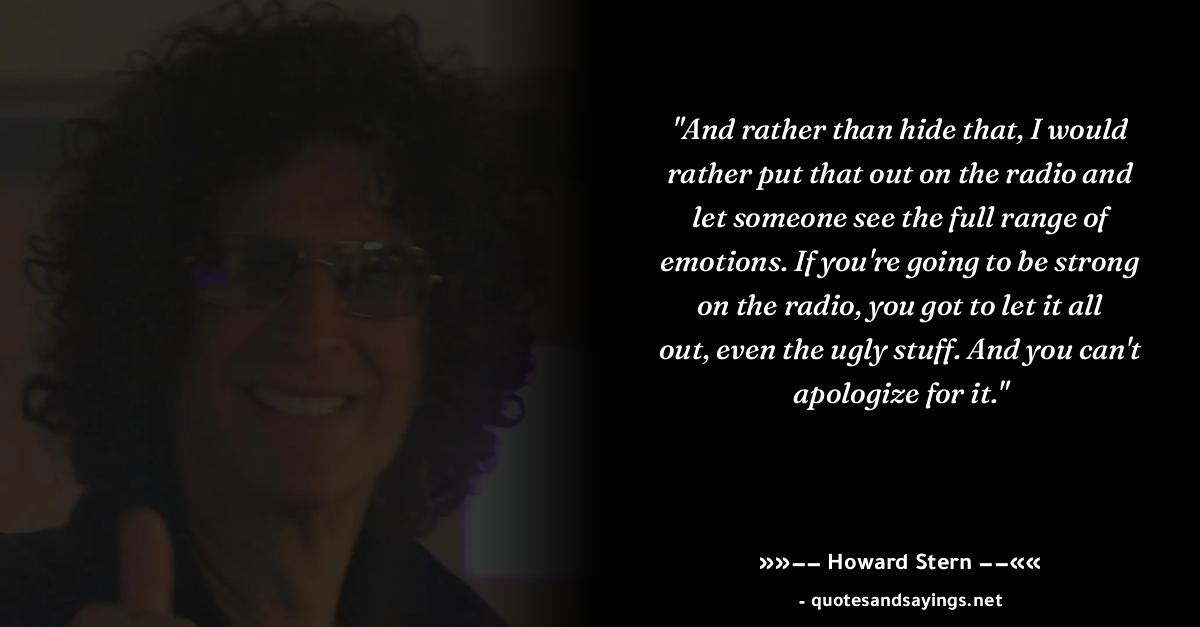 "And rather than hide that, I would
rather put that out on the radio and
let someone see the full range of
emotions. If you're going to be strong
on the radio, you got to let it all
out, even the ugly stuff. And you can't
apologize for it."
»»−− Howard Stern −−««
- quotesandsayings.net